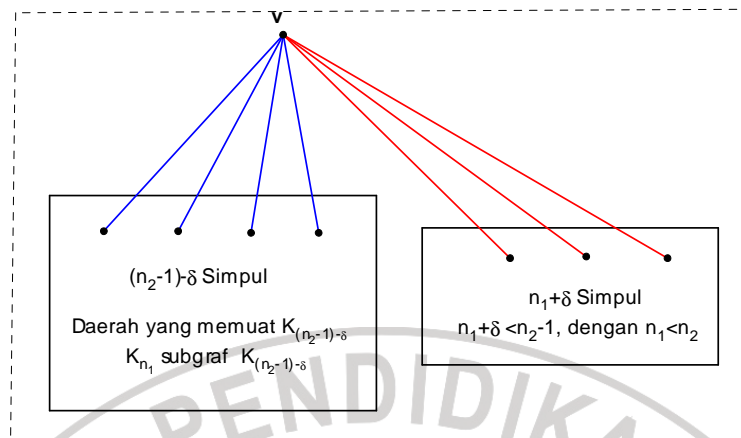 v
(n₂-1)-δ Simpul
Daerah yang memuat K₍ₙ₂₋₁₎₋δ
Kₙ₁ subgraf K₍ₙ₂₋₁₎₋δ
n₁+δ Simpul
n₁+δ <n₂-1, dengan n₁<n₂
PENDIDIKA